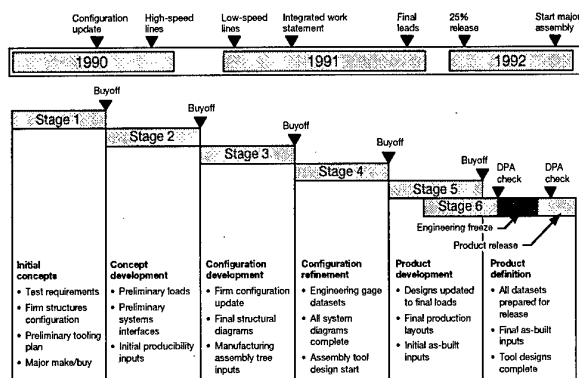 Configuration update
High-speed lines
Low-speed lines
Integrated work statement
Final leads
25% release
Start major assembly
1990
1991
1992
Buyoff
Stage 1
Buyoff
Stage 2
Buyoff
Stage 3
Buyoff
Stage 4
Buyoff
Stage 5
DPA check
DPA check
Stage 6
Engineering freeze
Product release
Initial concepts
• Test requirements
• Firm structures configuration
• Preliminary tooling plan
• Major make/buy
Concept development
• Preliminary loads
• Preliminary systems interfaces
• Initial producibility inputs
Configuration development
• Firm configuration update
• Final structural diagrams
• Manufacturing assembly tree inputs
Configuration refinement
• Engineering gage datasets
• All system diagrams complete
• Assembly tool design start
Product development
• Designs updated to final loads
• Final production layouts
• Initial as-built inputs
Product definition
• All datasets prepared for release
• Final as-built inputs
• Tool designs complete